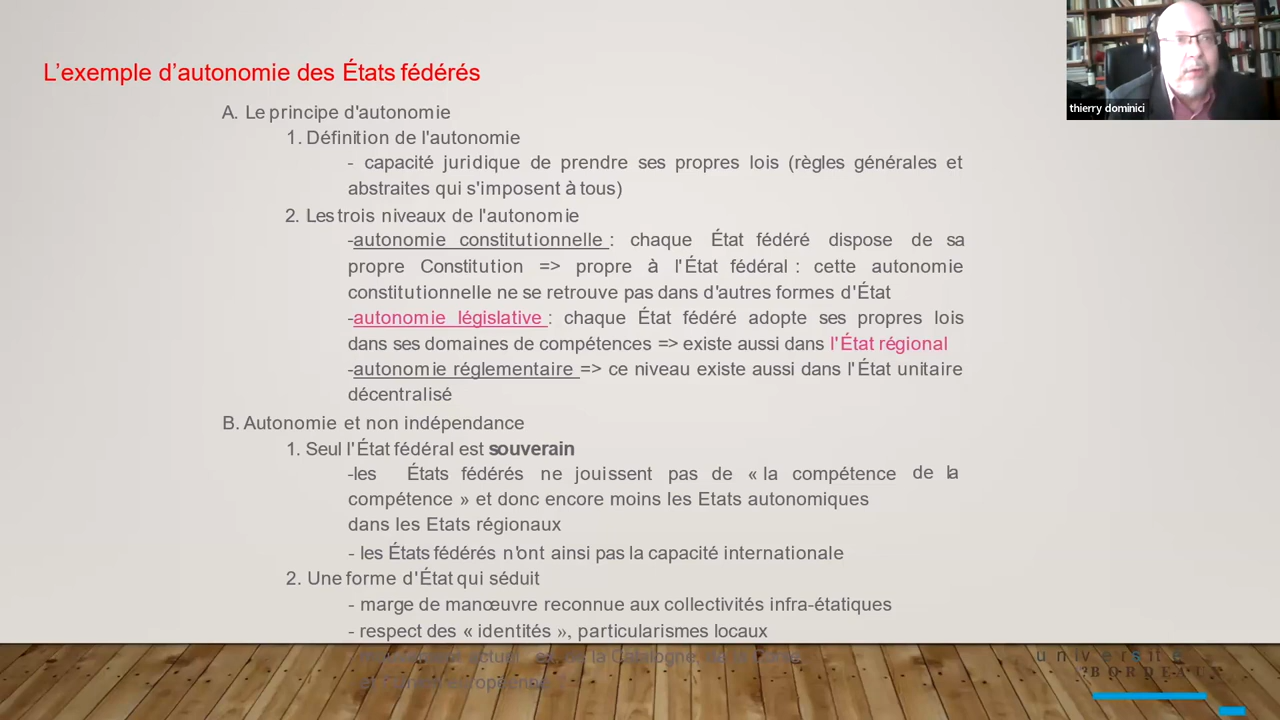 L'exemple d'autonomie des États fédérés
thierry dominici
A. Le principe d'autonomie
1. Définition de l'autonomie
- capacité juridique de prendre ses propres lois (règles générales et
abstraites qui s'imposent à tous)
2. Les trois niveaux de l'autonomie
-autonomie constitutionnelle : chaque État fédéré dispose de sa
propre Constitution => propre à l'État fédéral : cette autonomie
constitutionnelle ne se retrouve pas dans d'autres formes d'État
-autonomie législative : chaque État fédéré adopte ses propres lois
dans ses domaines de compétences => existe aussi dans l'État régional
-autonomie réglementaire => ce niveau existe aussi dans l'État unitaire
décentralisé
B. Autonomie et non indépendance
1. Seul l'État fédéral est souverain
-les États fédérés ne jouissent pas de « la compétence de la
compétence » et donc encore moins les Etats autonomiques
dans les Etats régionaux
- les États fédérés n'ont ainsi pas la capacité internationale
2. Une forme d'État qui séduit
- marge de manœuvre reconnue aux collectivités infra-étatiques
- respect des « identités », particularismes locaux
actuel de la Catalogne,
université
BORDEAUX